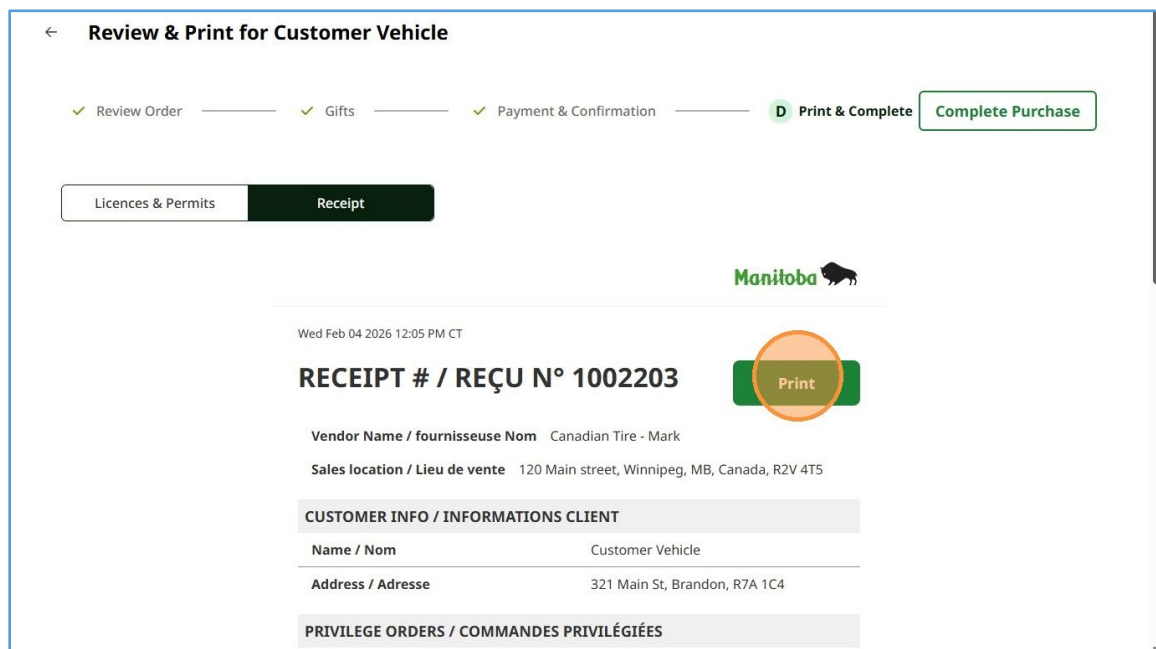 ← Review & Print for Customer Vehicle
Review Order
Gifts
Payment & Confirmation
D Print & Complete
Complete Purchase
Licences & Permits
Receipt
Manitoba
Wed Feb 04 2026 12:05 PM CT
RECEIPT # / REÇU N° 1002203
Print
Vendor Name / fournisseuse Nom Canadian Tire - Mark
Sales location / Lieu de vente 120 Main street, Winnipeg, MB, Canada, R2V 4T5
CUSTOMER INFO / INFORMATIONS CLIENT
Name / Nom Customer Vehicle
Address / Adresse 321 Main St, Brandon, R7A 1C4
PRIVILEGE ORDERS / COMMANDES PRIVILÉGIÉES